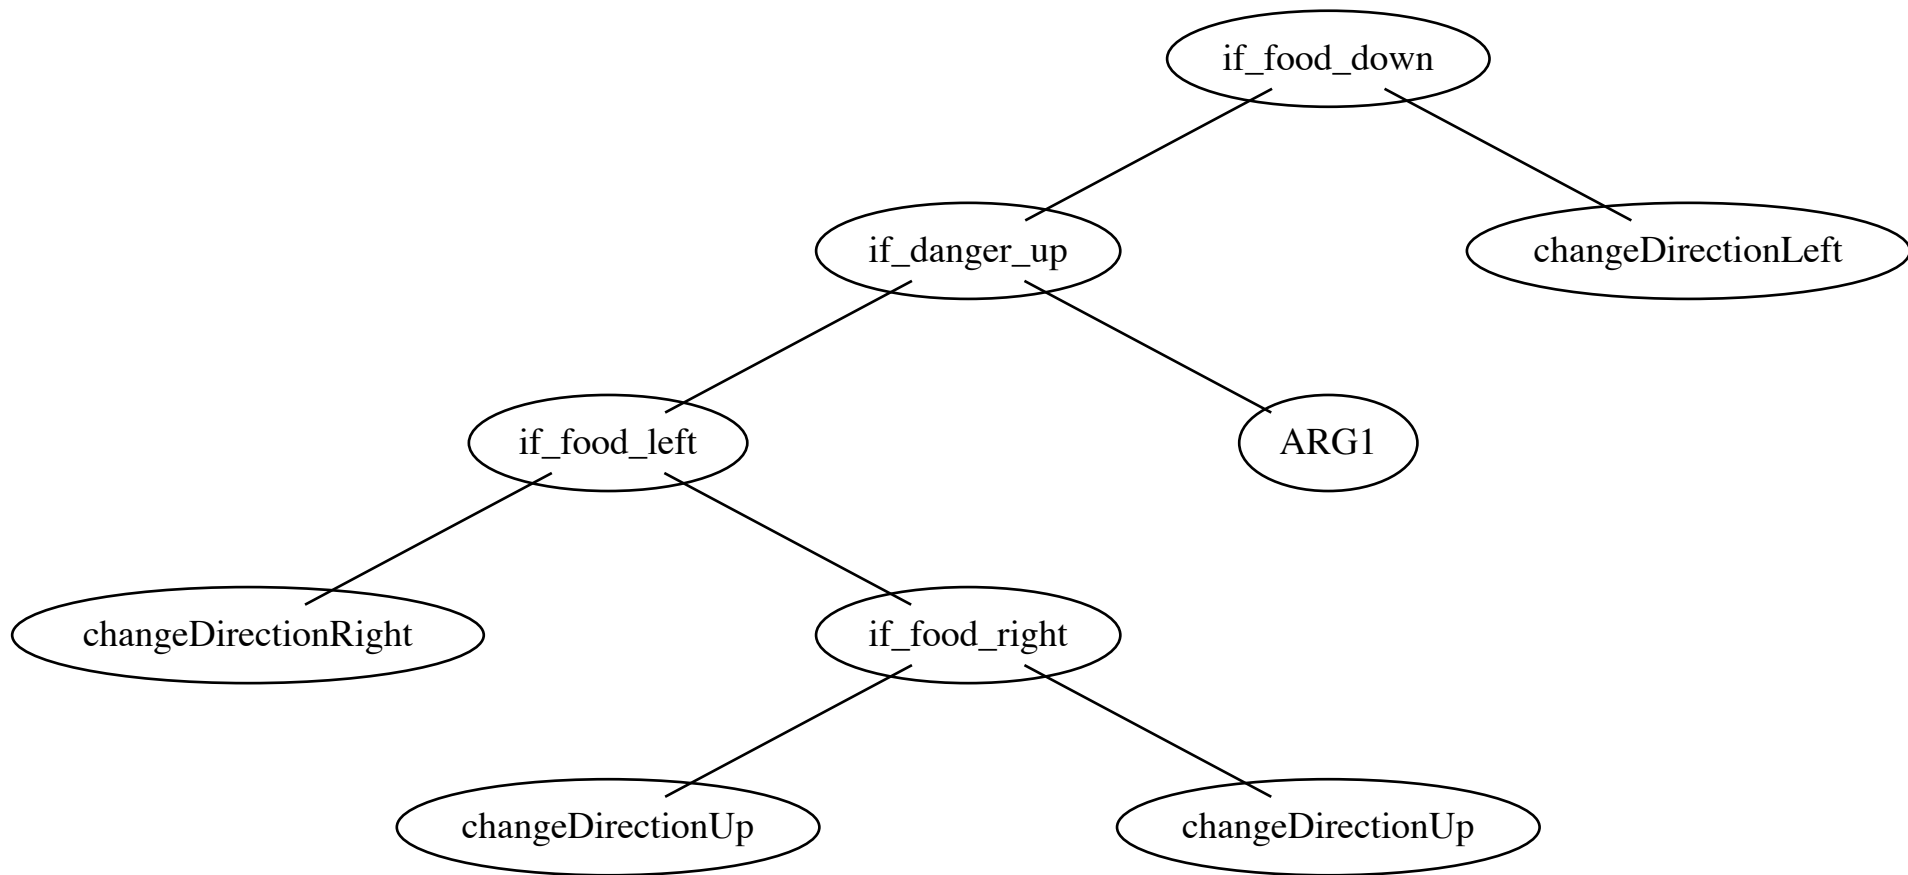 if_food_down
if_danger_up
changeDirectionLeft
if_food_left
ARG1
changeDirectionRight
if_food_right
changeDirectionUp
changeDirectionUp